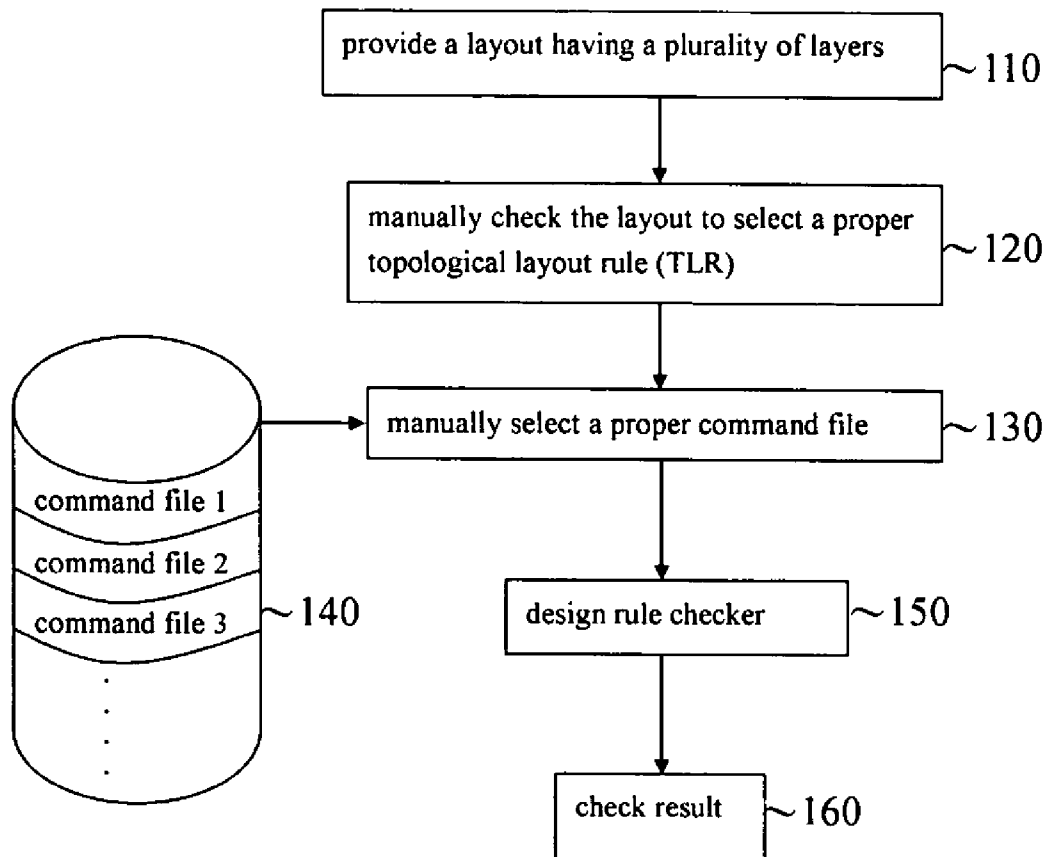 provide a layout having a plurality of layers
~110
manually check the layout to select a proper
topological layout rule (TLR)
~120
manually select a proper command file
~130
command file 1
command file 2
command file 3
~140
design rule checker
~150
check result
~160